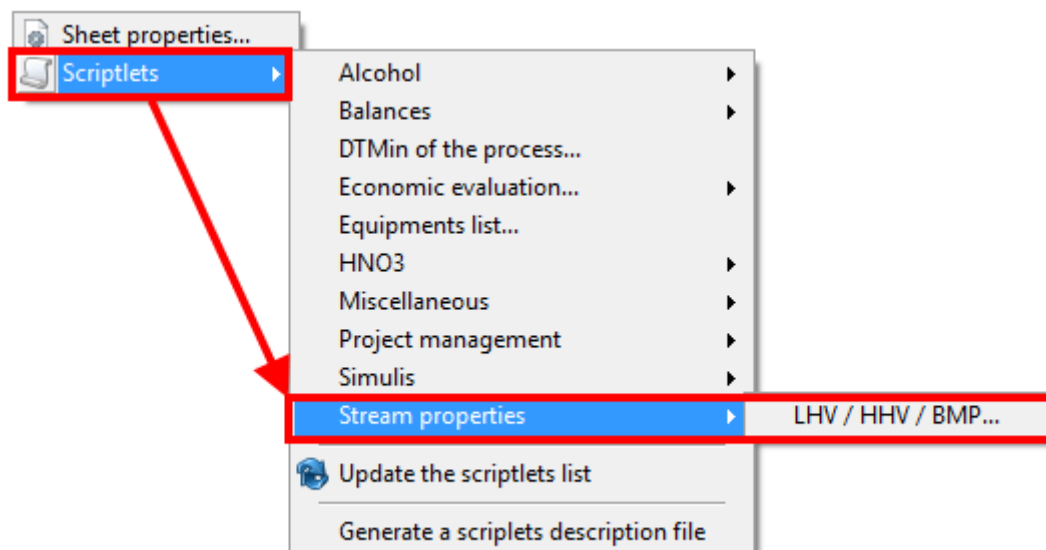 Sheet properties...
Scriptlets
Alcohol
Balances
DTMin of the process...
Economic evaluation...
Equipments list...
HNO3
Miscellaneous
Project management
Simulis
Stream properties
LHV / HHV / BMP...
Update the scriptlets list
Generate a scriplets description file